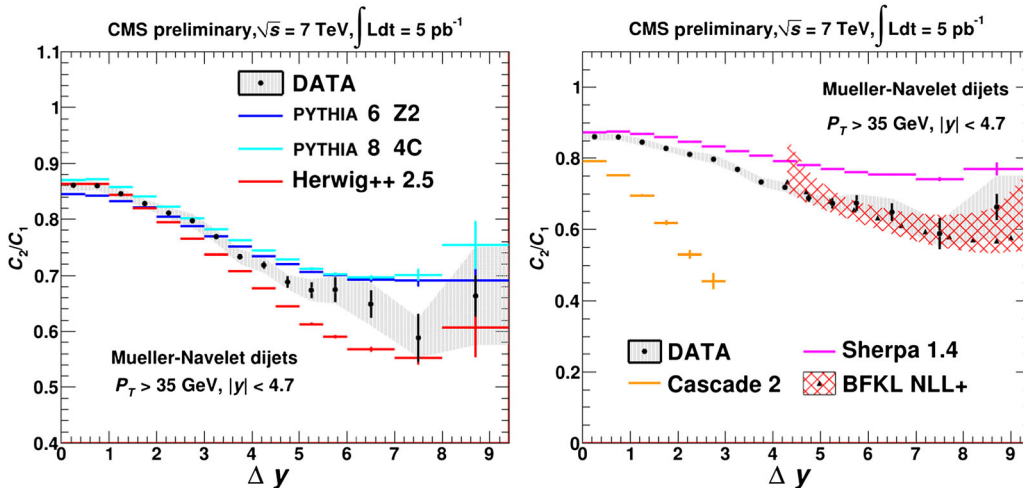 CMS preliminary,√s = 7 TeV,∫Ldt = 5 pb⁻¹
1.1
1
0.9
0.8
0.7
0.6
0.5
0.4
C₂/C₁
DATA
PYTHIA 6 Z2
PYTHIA 8 4C
Herwig++ 2.5
Mueller-Navelet dijets
P_T > 35 GeV, |y| < 4.7
0 1 2 3 4 5 6 7 8 9
Δ y
CMS preliminary,√s = 7 TeV,∫Ldt = 5 pb⁻¹
1
0.8
0.6
0.4
0.2
0
C₂/C₁
Mueller-Navelet dijets
P_T > 35 GeV, |y| < 4.7
DATA
Sherpa 1.4
Cascade 2
BFKL NLL+
0 1 2 3 4 5 6 7 8 9
Δ y